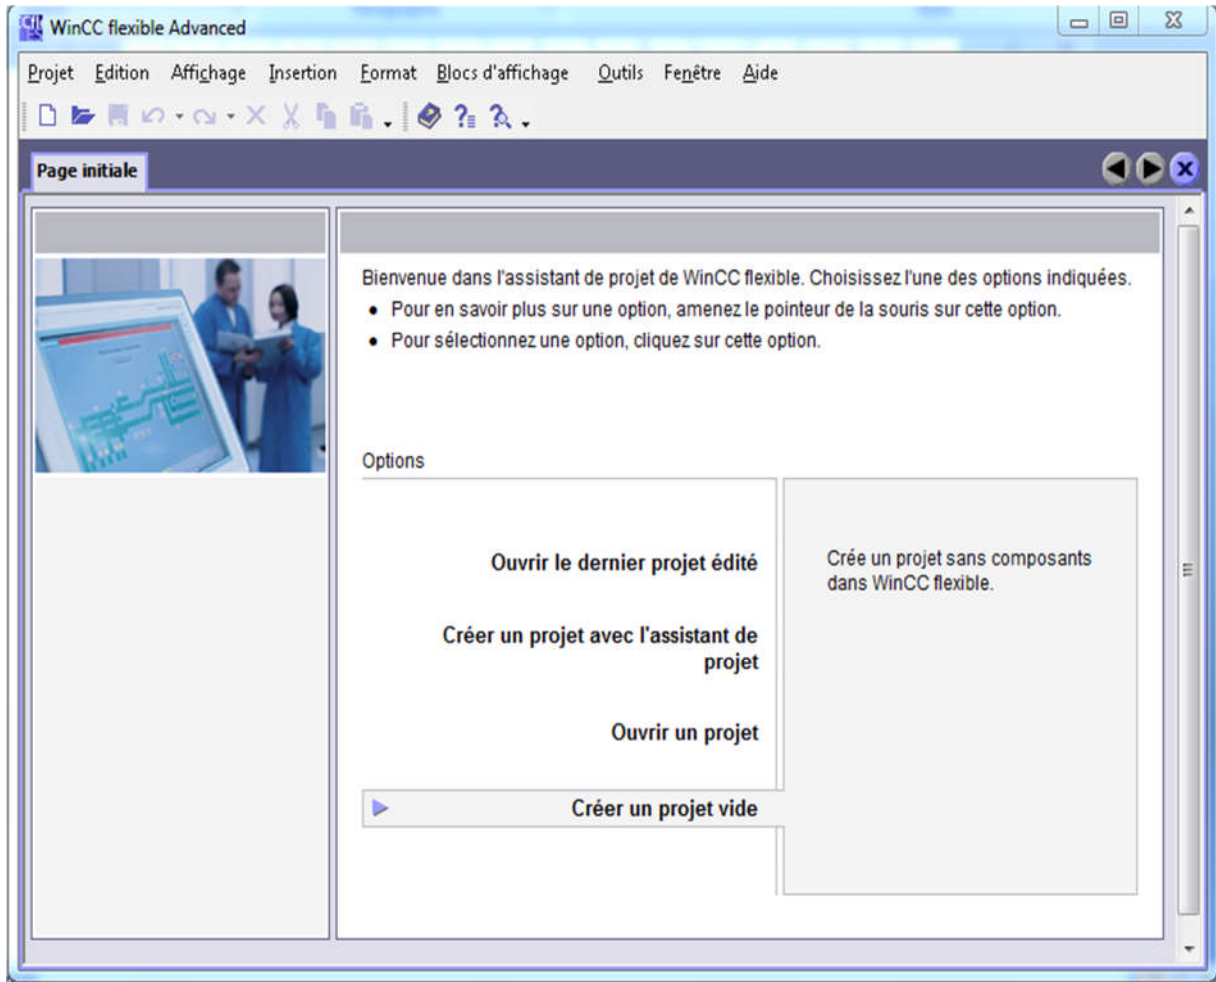 WinCC flexible Advanced
Projet Edition Affichage Insertion Format Blocs d'affichage Outils Fenêtre Aide
Page initiale
Bienvenue dans l'assistant de projet de WinCC flexible. Choisissez l'une des options indiquées.
• Pour en savoir plus sur une option, amenez le pointeur de la souris sur cette option.
• Pour sélectionnez une option, cliquez sur cette option.
Options
Ouvrir le dernier projet édité
Créer un projet avec l'assistant de
projet
Ouvrir un projet
Créer un projet vide
Crée un projet sans composants
dans WinCC flexible.